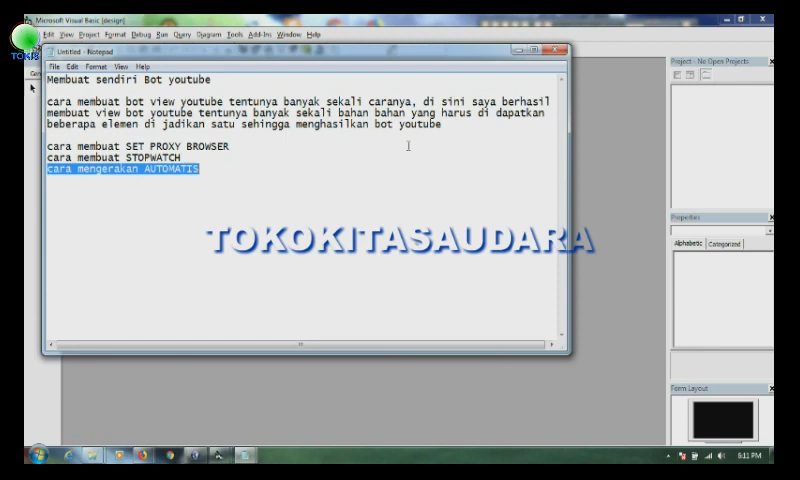 Microsoft Visual Basic [design]
Edit View Project Format Debug Run Query Diagram Tools Add-Ins Window Help
Untitled - Notepad
File Edit Format View Help
Membuat sendiri Bot youtube
cara membuat bot view youtube tentunya banyak sekali caranya, di sini saya berhasil
membuat view bot youtube tentunya banyak sekali bahan bahan yang harus di dapatkan
beberapa elemen di jadikan satu sehingga menghasilkan bot youtube
cara membuat SET PROXY BROWSER
cara membuat STOPWATCH
cara mengerakan AUTOMATIS
TOKOKITASAUDARA
Project - No Open Projects
Properties
Alphabetic Categorized
Form Layout
8:11 PM